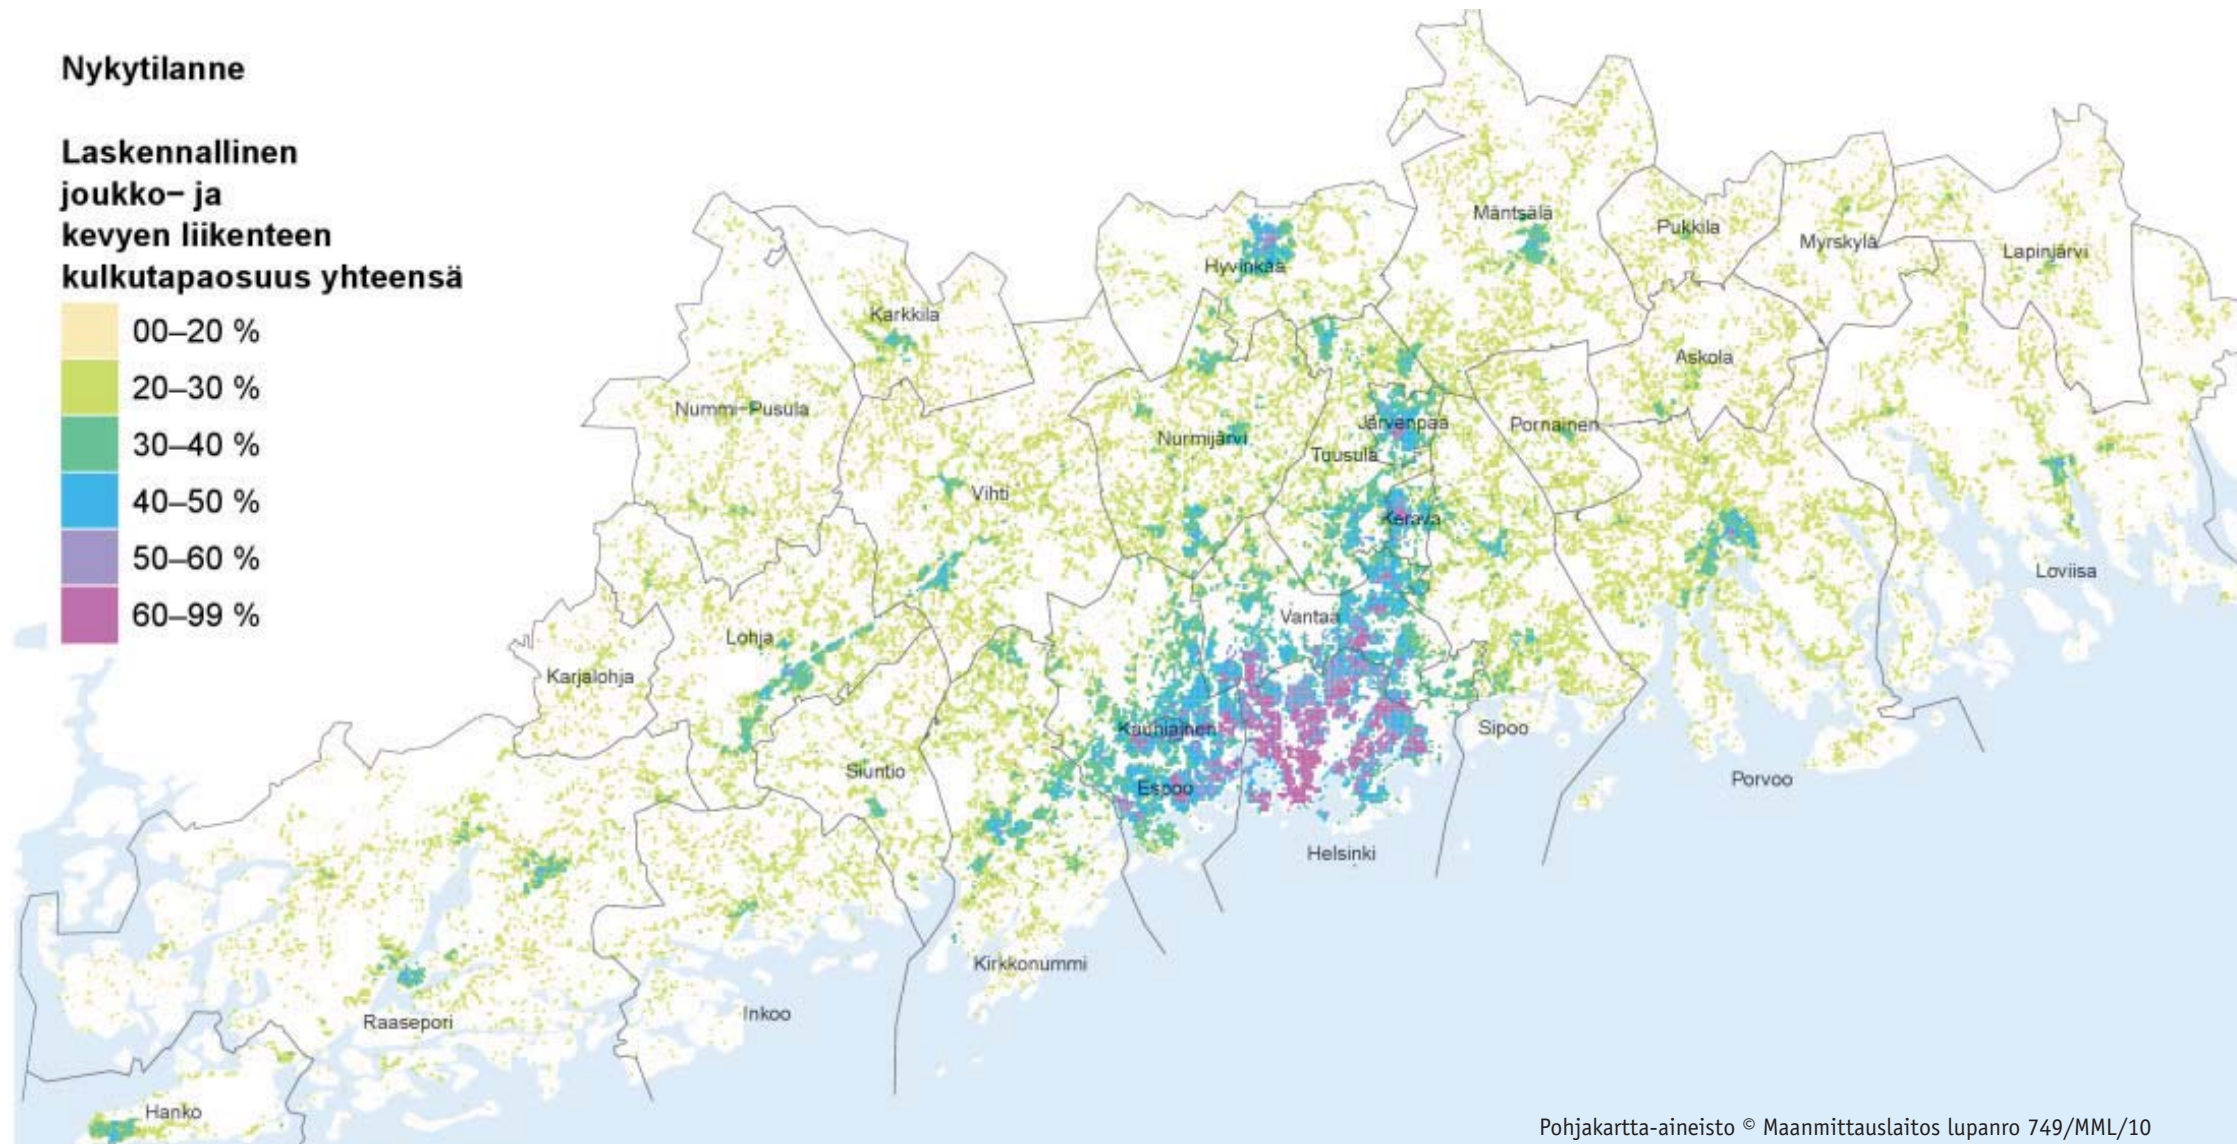 Nykytilanne
Laskennallinen
joukko– ja
kevyen liikenteen
kulkutapaosuus yhteensä
00–20 %
20–30 %
30–40 %
40–50 %
50–60 %
60–99 %
Mäntsälä
Pukkila
Myrskylä
Lapinjärvi
Hyvinkää
Karkkila
Askola
Nummi–Pusula
Nurmijärvi
Järvenpää
Pornainen
Tuusula
Vihti
Kerava
Loviisa
Vantaa
Lohja
Karjalohja
Kauniainen
Sipoo
Siuntio
Espoo
Porvoo
Helsinki
Kirkkonummi
Inkoo
Raasepori
Hanko
Pohjakartta-aineisto © Maanmittauslaitos lupanro 749/MML/10